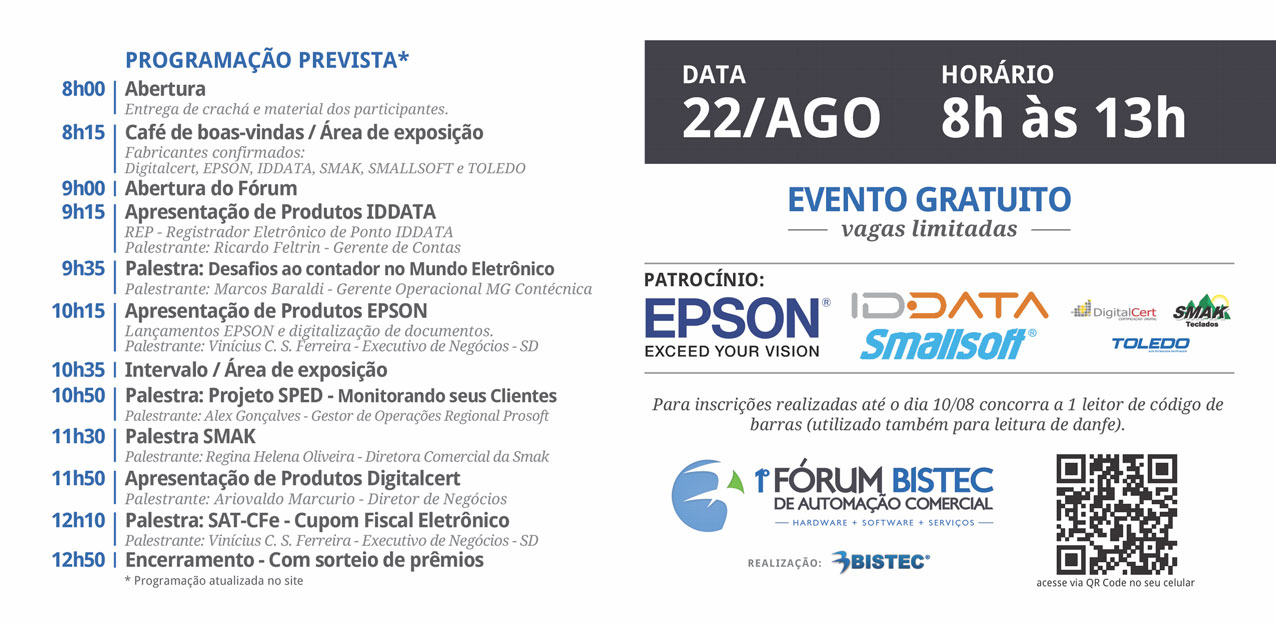 PROGRAMAÇÃO PREVISTA*
8h00 Abertura
Entrega de crachá e material dos participantes.
8h15 Café de boas-vindas / Área de exposição
Fabricantes confirmados:
Digitalcert, EPSON, IDDATA, SMAK, SMALLSOFT e TOLEDO
9h00 Abertura do Fórum
9h15 Apresentação de Produtos IDDATA
REP - Registrador Eletrônico de Ponto IDDATA
Palestrante: Ricardo Feltrin - Gerente de Contas
9h35 Palestra: Desafios ao contador no Mundo Eletrônico
Palestrante: Marcos Baraldi - Gerente Operacional MG Contécnica
10h15 Apresentação de Produtos EPSON
Lançamentos EPSON e digitalização de documentos.
Palestrante: Vinícius C. S. Ferreira - Executivo de Negócios - SD
10h35 Intervalo / Área de exposição
10h50 Palestra: Projeto SPED - Monitorando seus Clientes
Palestrante: Alex Gonçalves - Gestor de Operações Regional Prosoft
11h30 Palestra SMAK
Palestrante: Regina Helena Oliveira - Diretora Comercial da Smak
11h50 Apresentação de Produtos Digitalcert
Palestrante: Ariovaldo Marcurio - Diretor de Negócios
12h10 Palestra: SAT-CFe - Cupom Fiscal Eletrônico
Palestrante: Vinícius C. S. Ferreira - Executivo de Negócios - SD
12h50 Encerramento - Com sorteio de prêmios
* Programação atualizada no site
DATA
22/AGO
HORÁRIO
8h às 13h
EVENTO GRATUITO
vagas limitadas
PATROCÍNIO:
EPSON®
EXCEED YOUR VISION
IDDATA
Smallsoft®
DigitalCert
CERTIFICAÇÃO DIGITAL
SMAK
Teclados
TOLEDO
Para inscrições realizadas até o dia 10/08 concorra a 1 leitor de código de
barras (utilizado também para leitura de danfe).
1º FÓRUM BISTEC
DE AUTOMAÇÃO COMERCIAL
HARDWARE + SOFTWARE + SERVIÇOS
REALIZAÇÃO: BISTEC®
acesse via QR Code no seu celular